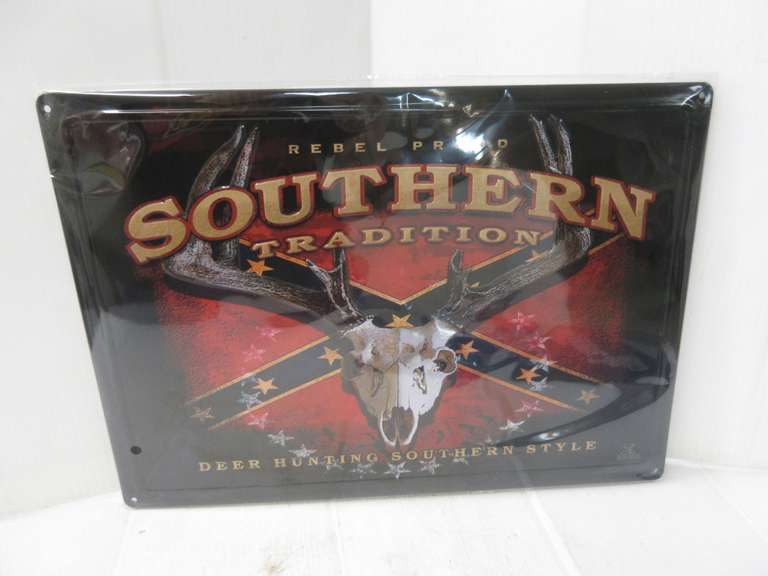 REBEL PROUD
SOUTHERN
TRADITION
DEER HUNTING SOUTHERN STYLE